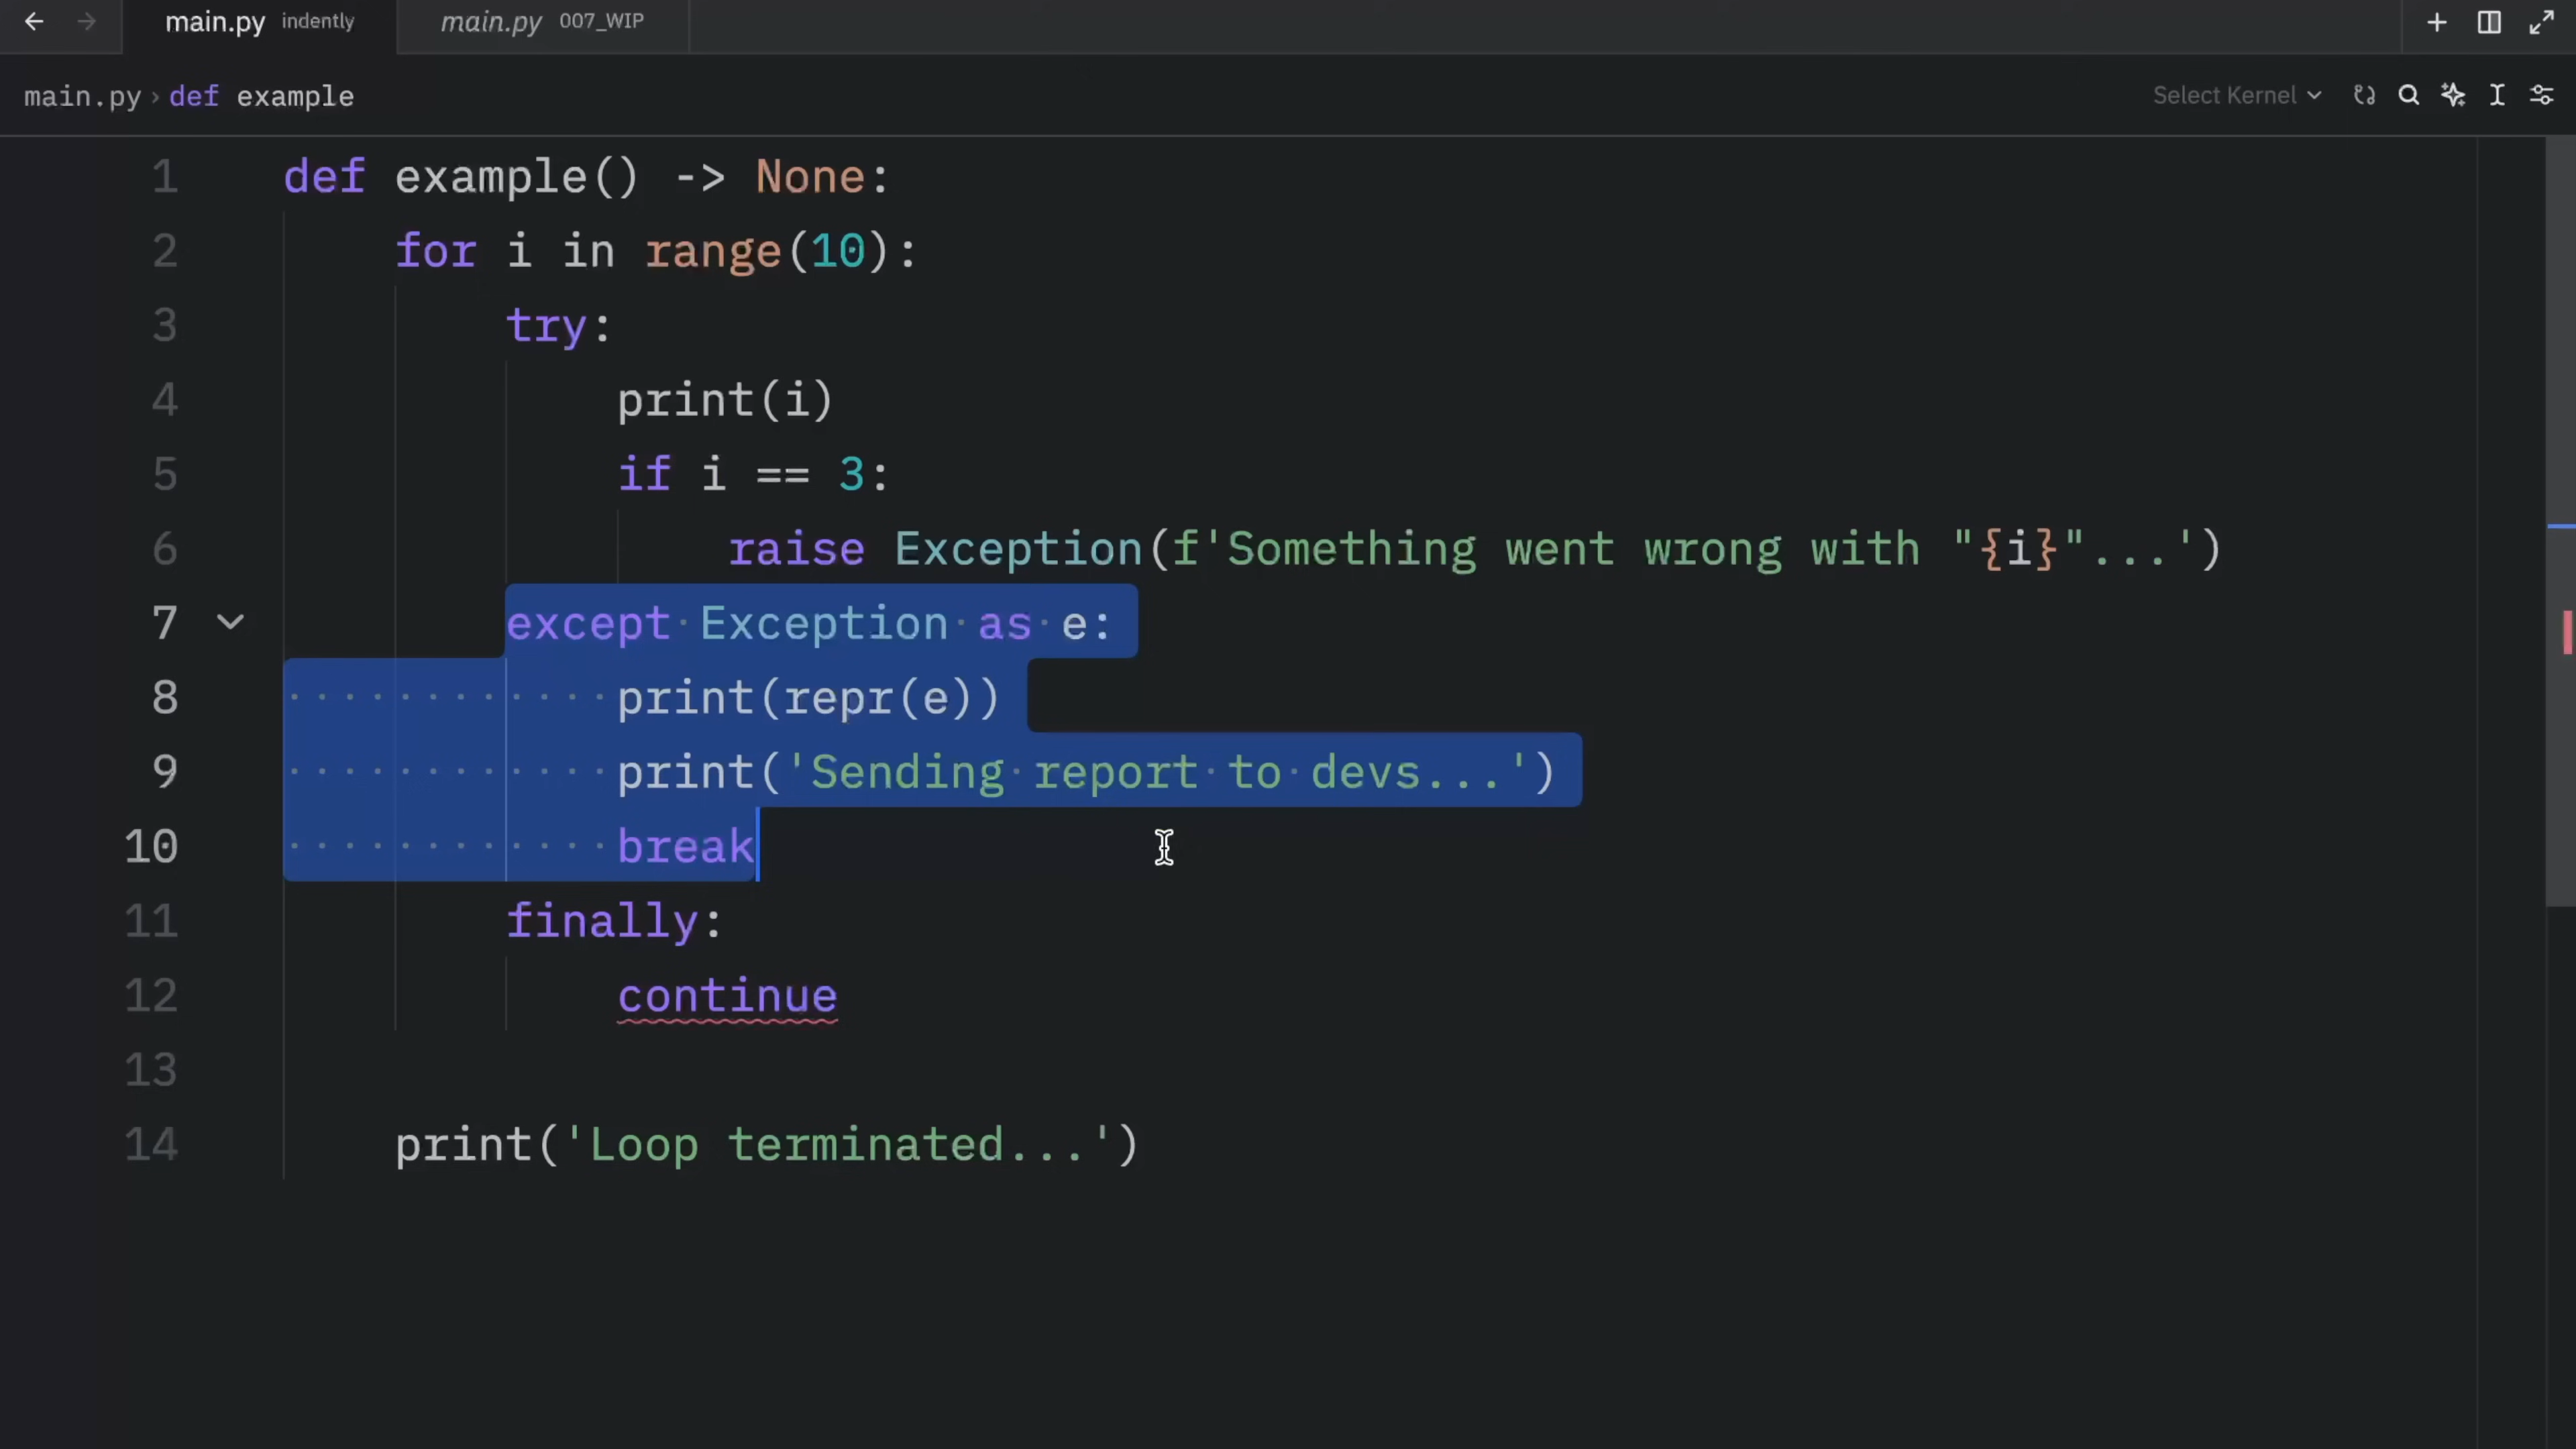 main.py indently main.py 007_WIP
main.py › def example Select Kernel
1 def example() -> None:
2     for i in range(10):
3         try:
4             print(i)
5             if i == 3:
6                 raise Exception(f'Something went wrong with "{i}"...')
7         except Exception as e:
8             print(repr(e))
9             print('Sending report to devs...')
10             break
11         finally:
12             continue
13
14     print('Loop terminated...')